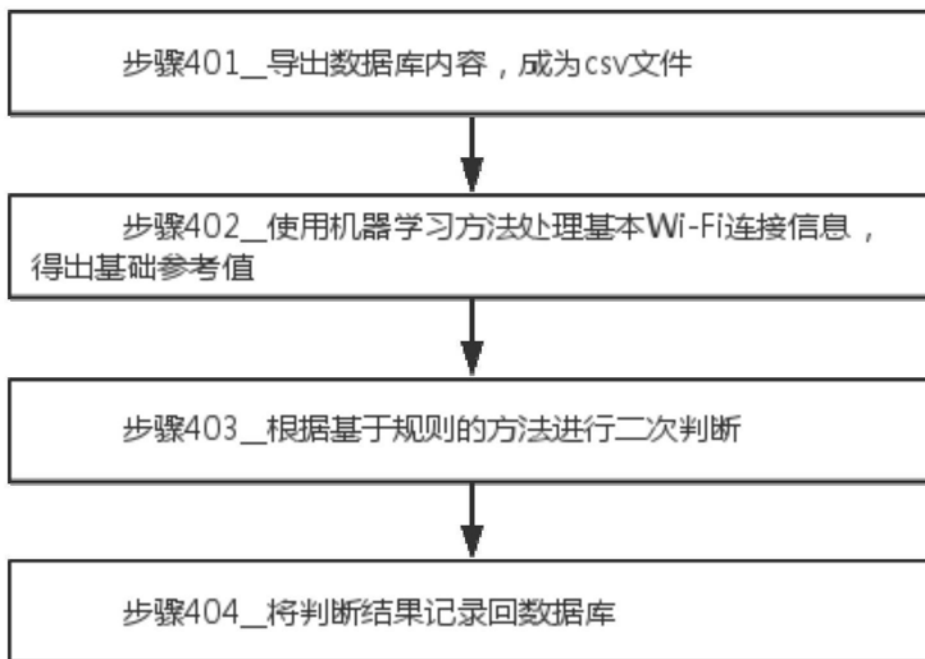 步骤401__导出数据库内容，成为csv文件
步骤402__使用机器学习方法处理基本Wi-Fi连接信息，
得出基础参考值
步骤403__根据基于规则的方法进行二次判断
步骤404__将判断结果记录回数据库